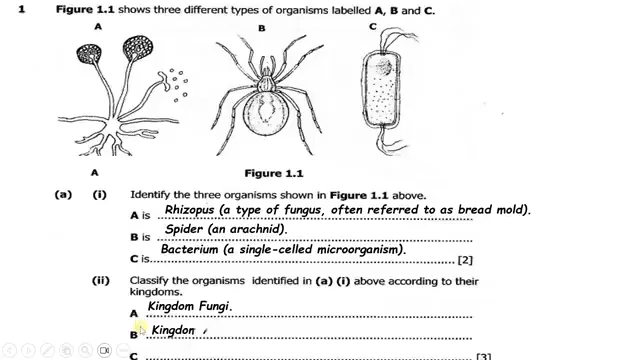 1 Figure 1.1 shows three different types of organisms labelled A, B and C.
A B C
A Figure 1.1
(a) (i) Identify the three organisms shown in Figure 1.1 above.
A is Rhizopus (a type of fungus, often referred to as bread mold).
B is Spider (an arachnid).
C is Bacterium (a single-celled microorganism). [2]
(ii) Classify the organisms identified in (a) (i) above according to their
kingdoms.
A Kingdom Fungi.
B Kingdon
C [3]